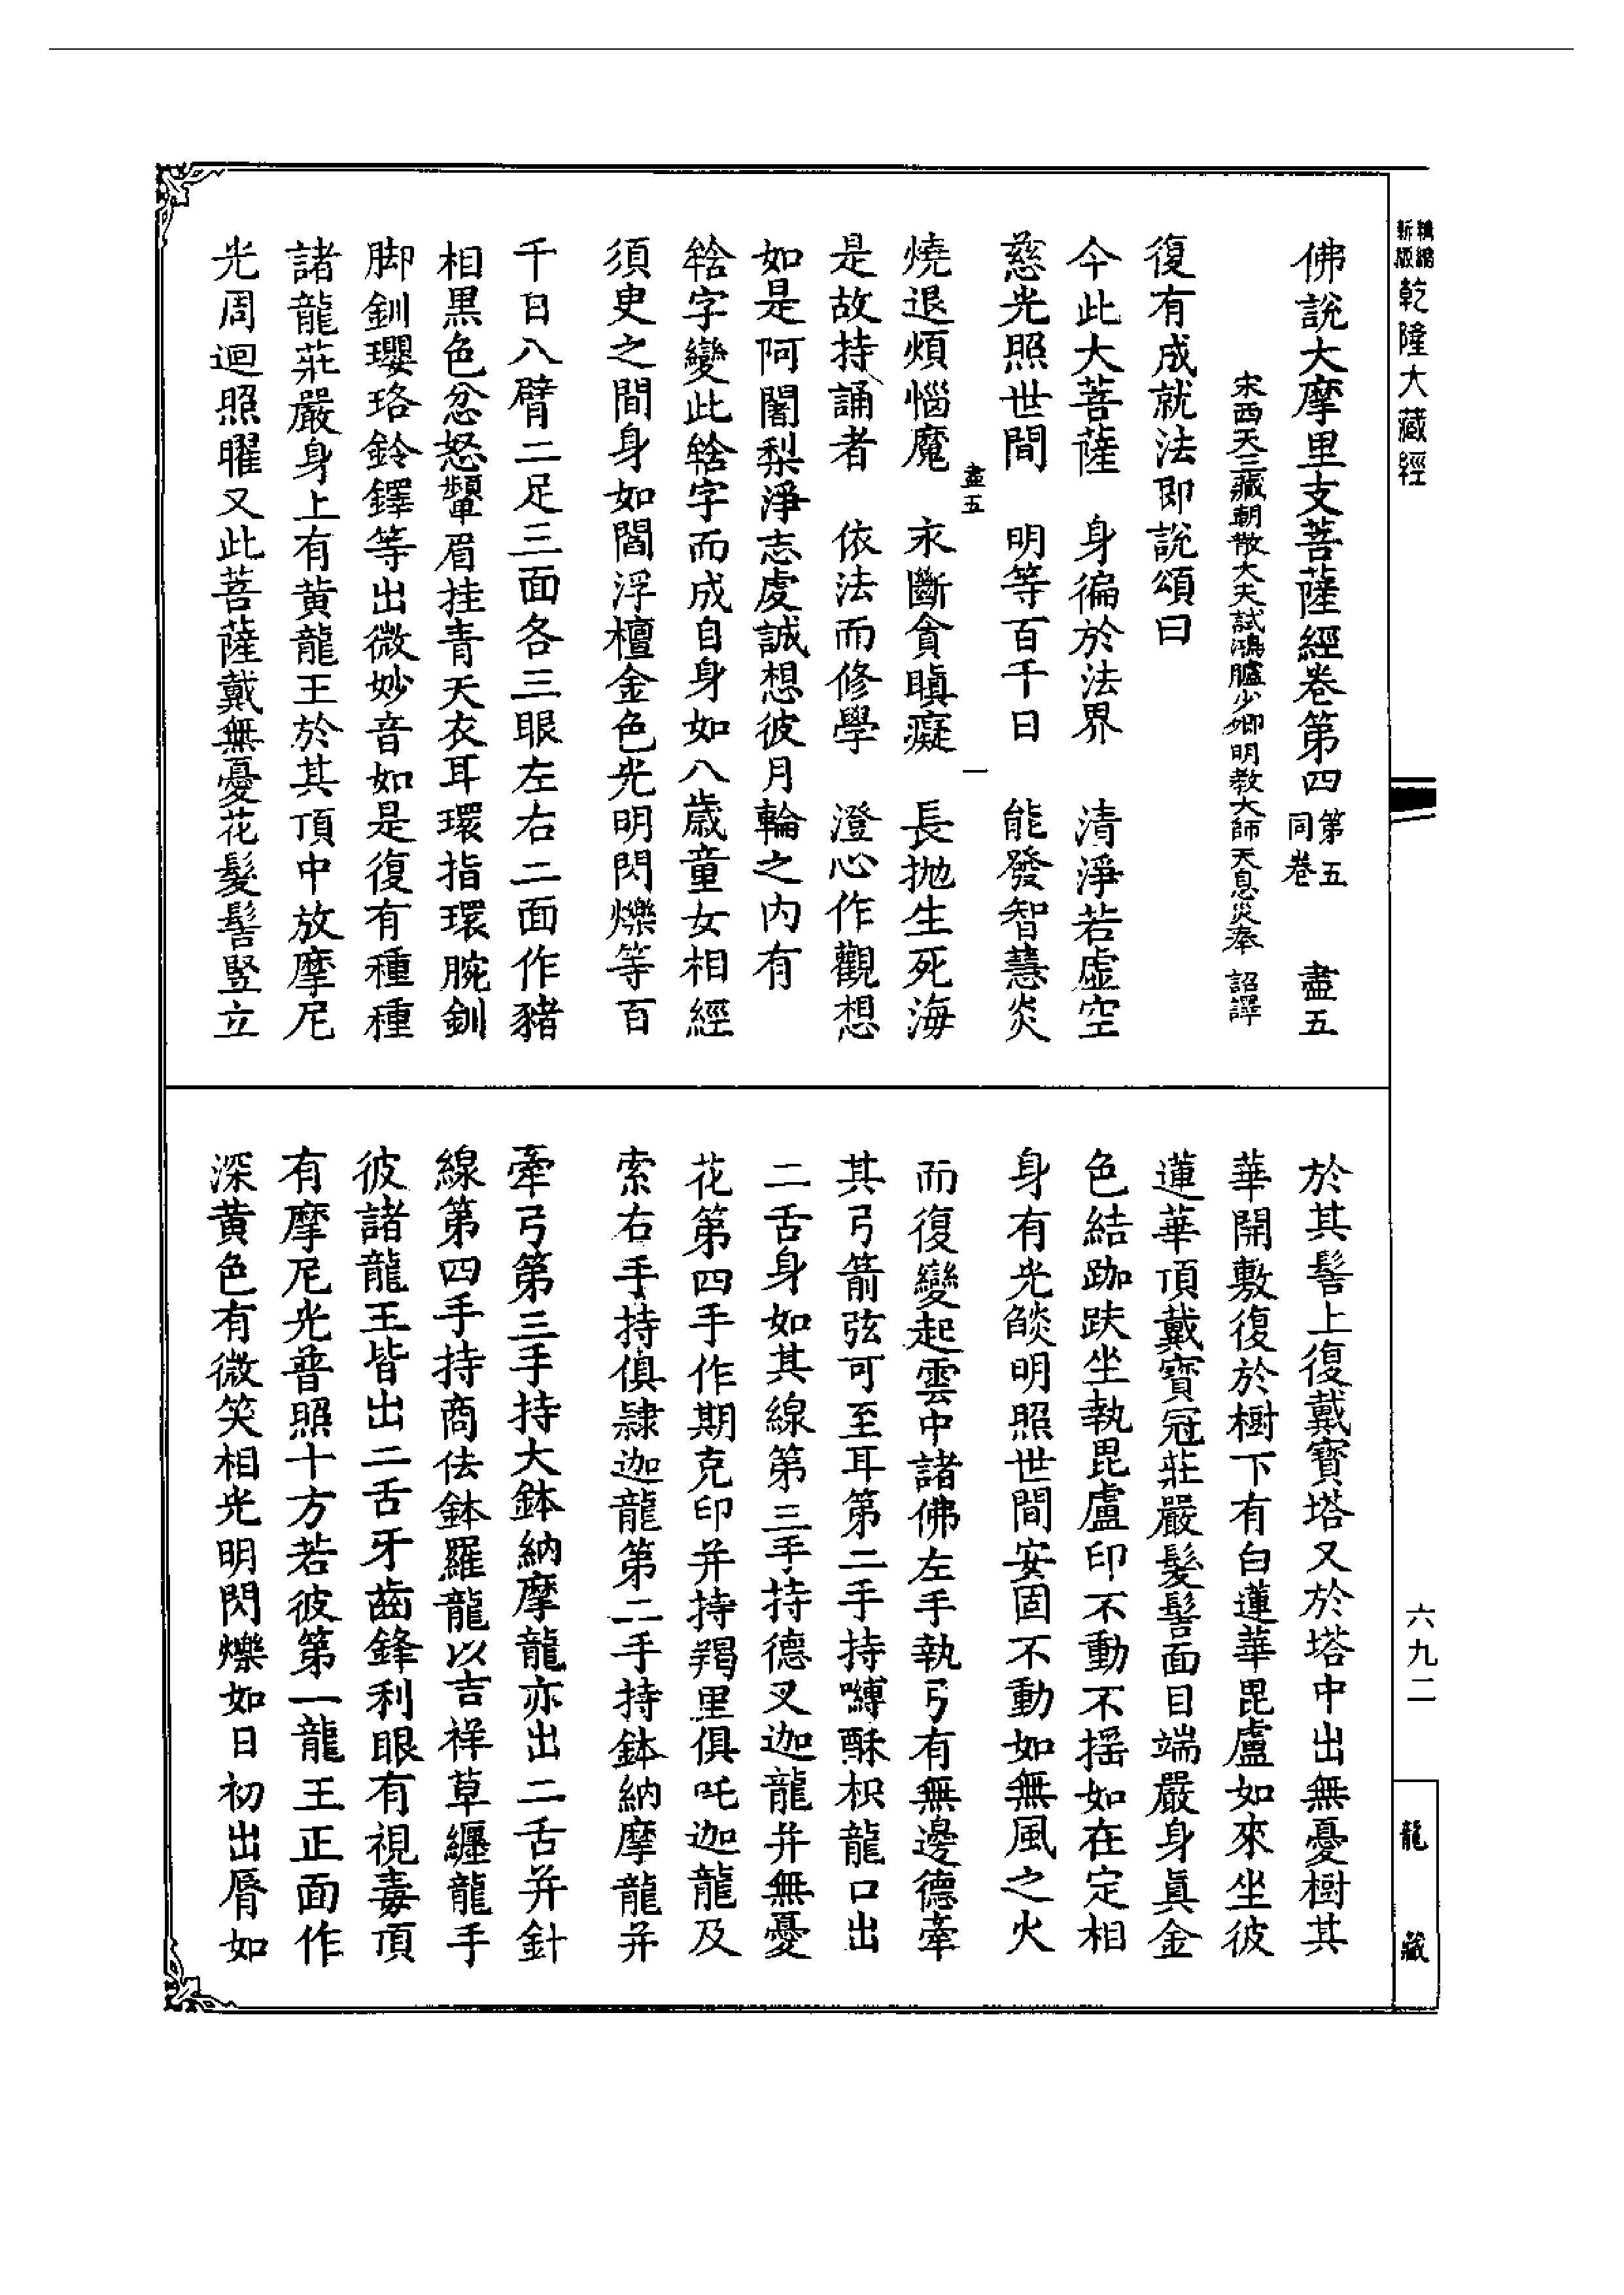 新編縮版乾隆大藏經
佛說大摩里支菩薩經卷第四 第五同卷 盡五
宋西天三藏朝散大夫試鴻臚少卿明教大師天息災奉 詔譯
復有成就法即說頌曰
今此大菩薩 身徧於法界 清淨若虛空
慈光照世間 明等百千日 能發智慧炎
盡五 一
燒退煩惱魔 永斷貪瞋癡 長拋生死海
是故持誦者 依法而修學 澄心作觀想
如是阿闍梨淨志虔誠想彼月輪之內有
𤚥字變此𤚥字而成自身如八歲童女相經
須臾之間身如閻浮檀金色光明閃爍等百
千日八臂二足三面各三眼左右二面作豬
相黑色忿怒顰眉挂青天衣耳環指環腕釧
脚釧瓔珞鈴鐸等出微妙音如是復有種種
諸龍莊嚴身上有黃龍王於其頂中放摩尼
光周迴照曜又此菩薩戴無憂花髮髻豎立
於其髻上復戴寶塔又於塔中出無憂樹其
華開敷復於樹下有白蓮華毘盧如來坐彼
蓮華頂戴寶冠莊嚴髮髻面目端嚴身真金
色結跏趺坐執毘盧印不動不搖如在定相
身有光燄明照世間安固不動如無風之火
而復變起雲中諸佛左手執弓有無邊德牽
其弓箭弦可至耳第二手持嚩酥枳龍口出
二舌身如其線第三手持德叉迦龍并無憂
花第四手作期克印并持羯里俱吒迦龍及
索右手持俱隸迦龍第二手持鉢納摩龍并
牽弓第三手持大鉢納摩龍亦出二舌并針
線第四手持商佉鉢羅龍以吉祥草纏龍手
彼諸龍王皆出二舌牙齒鋒利眼有視毒頂
有摩尼光普照十方若彼第一龍王正面作
深黃色有微笑相光明閃爍如日初出脣如
六九二
龍藏